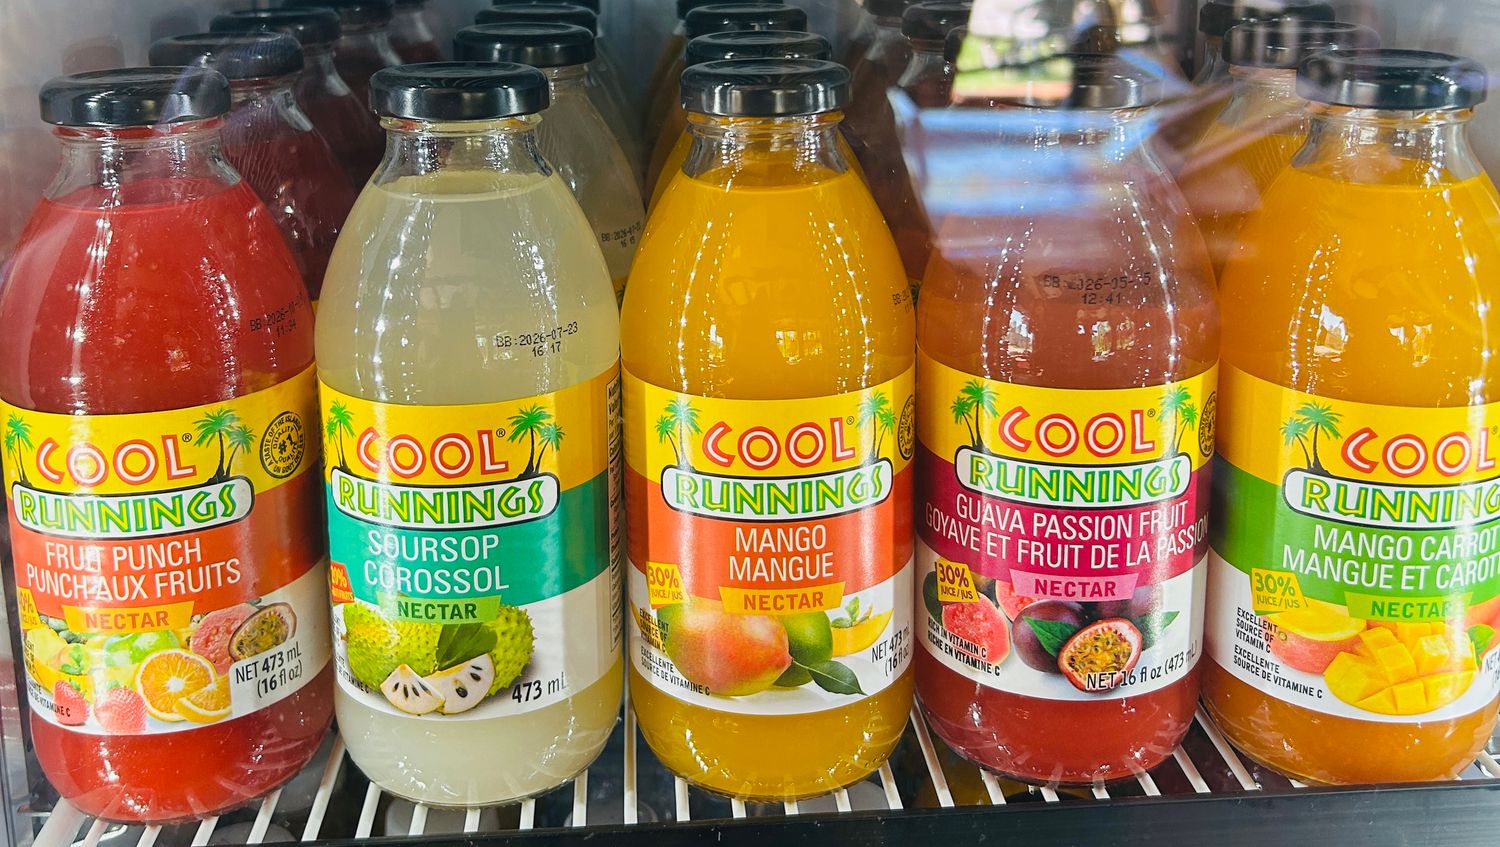 BB:2026-07-23
16:17
12:41
11:34
COOL®
RUNNINGS
FRUIT PUNCH
PUNCH AUX FRUITS
NECTAR
NET 473 mL
(16 fl oz)
COOL®
RUNNINGS
SOURSOP
COROSSOL
NECTAR
473 mL
COOL®
RUNNINGS
MANGO
MANGUE
NECTAR
30%
JUICE/JUS
EXCELLENT
SOURCE OF
VITAMIN C
EXCELLENTE
SOURCE DE VITAMINE C
NET 473 mL
(16 fl oz)
COOL®
RUNNINGS
GUAVA PASSION FRUIT
GOYAVE ET FRUIT DE LA PASSION
NECTAR
30%
JUICE/JUS
RICH IN VITAMIN C
RICHE EN VITAMINE C
NET 16 fl oz (473 mL)
COOL®
RUNNING
MANGO CARROT
MANGUE ET CAROT
NECTAR
30%
JUICE/JUS
EXCELLENT
SOURCE OF
VITAMIN C
EXCELLENTE
SOURCE DE VITAMINE C